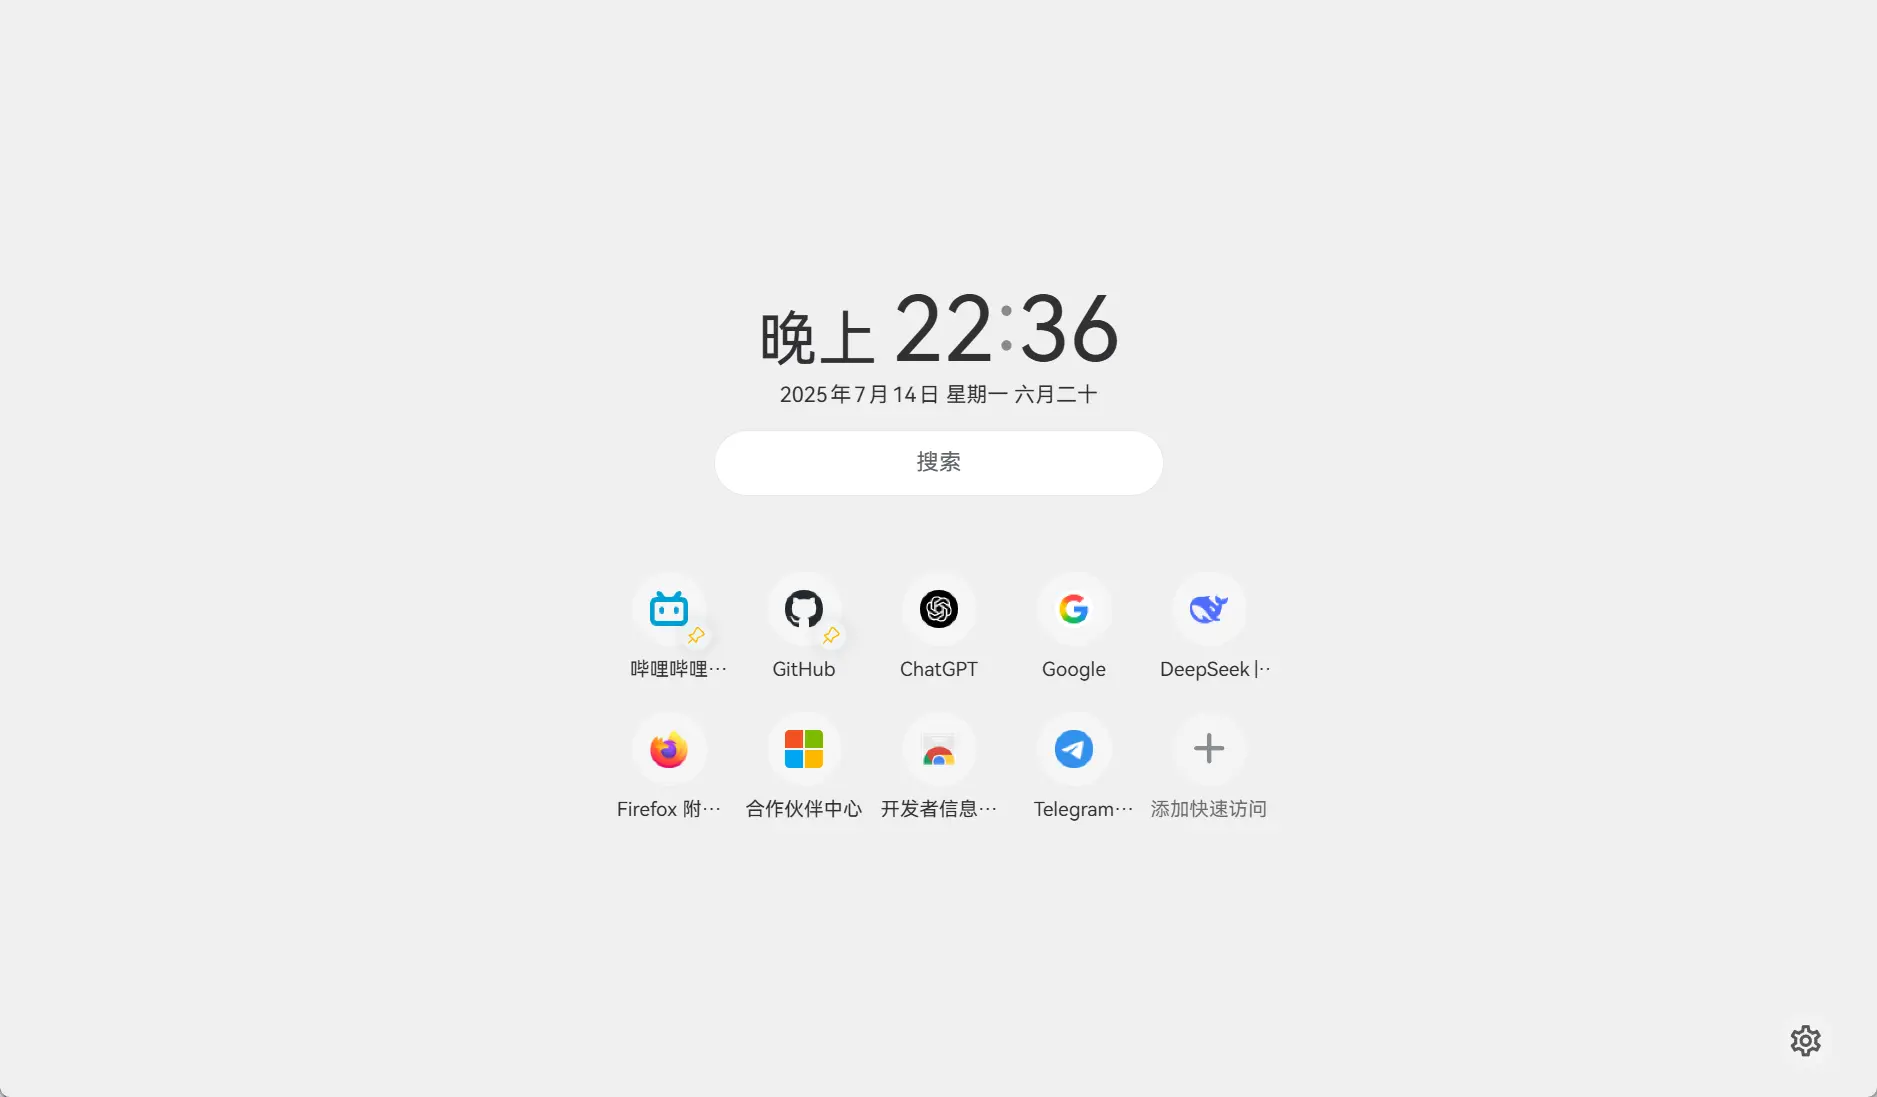 晚上 22:36
2025年7月14日 星期一 六月二十
搜索
哔哩哔哩… GitHub ChatGPT Google DeepSeek |…
Firefox 附… 合作伙伴中心 开发者信息… Telegram… 添加快速访问